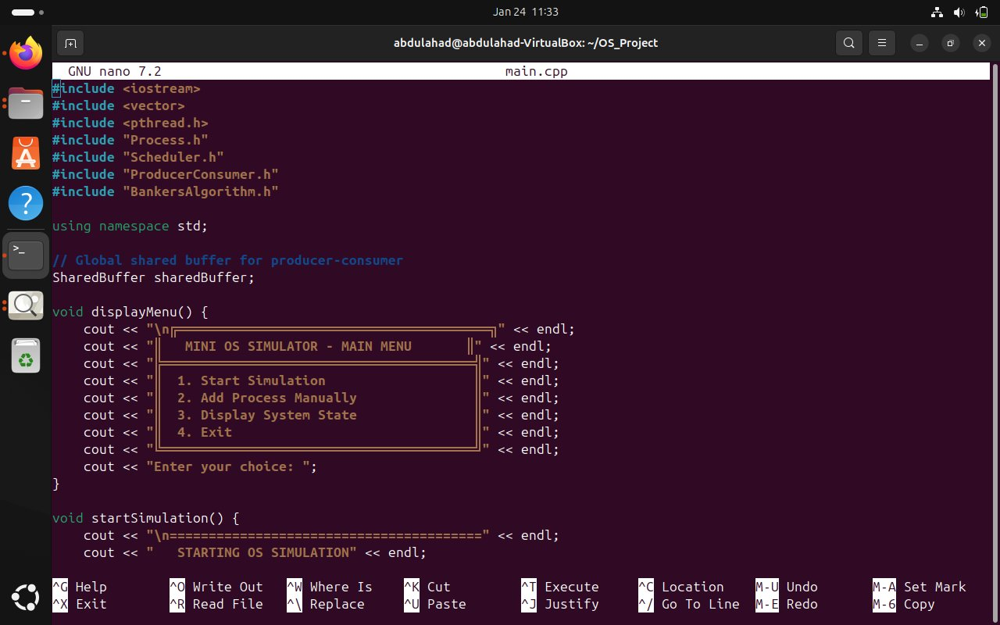 Jan 24 11:33
abdulahad@abdulahad-VirtualBox: ~/OS_Project
GNU nano 7.2 main.cpp
#include <iostream>
#include <vector>
#include <pthread.h>
#include "Process.h"
#include "Scheduler.h"
#include "ProducerConsumer.h"
#include "BankersAlgorithm.h"
using namespace std;
// Global shared buffer for producer-consumer
SharedBuffer sharedBuffer;
void displayMenu() {
    cout << "\n╔════════════════════════════════════════╗" << endl;
    cout << "║   MINI OS SIMULATOR - MAIN MENU       ║" << endl;
    cout << "╠════════════════════════════════════════╣" << endl;
    cout << "║  1. Start Simulation                   ║" << endl;
    cout << "║  2. Add Process Manually               ║" << endl;
    cout << "║  3. Display System State               ║" << endl;
    cout << "║  4. Exit                               ║" << endl;
    cout << "╚════════════════════════════════════════╝" << endl;
    cout << "Enter your choice: ";
}
void startSimulation() {
    cout << "\n========================================" << endl;
    cout << "   STARTING OS SIMULATION" << endl;
^G Help ^O Write Out ^W Where Is ^K Cut ^T Execute ^C Location M-U Undo M-A Set Mark
^X Exit ^R Read File ^\ Replace ^U Paste ^J Justify ^/ Go To Line M-E Redo M-6 Copy